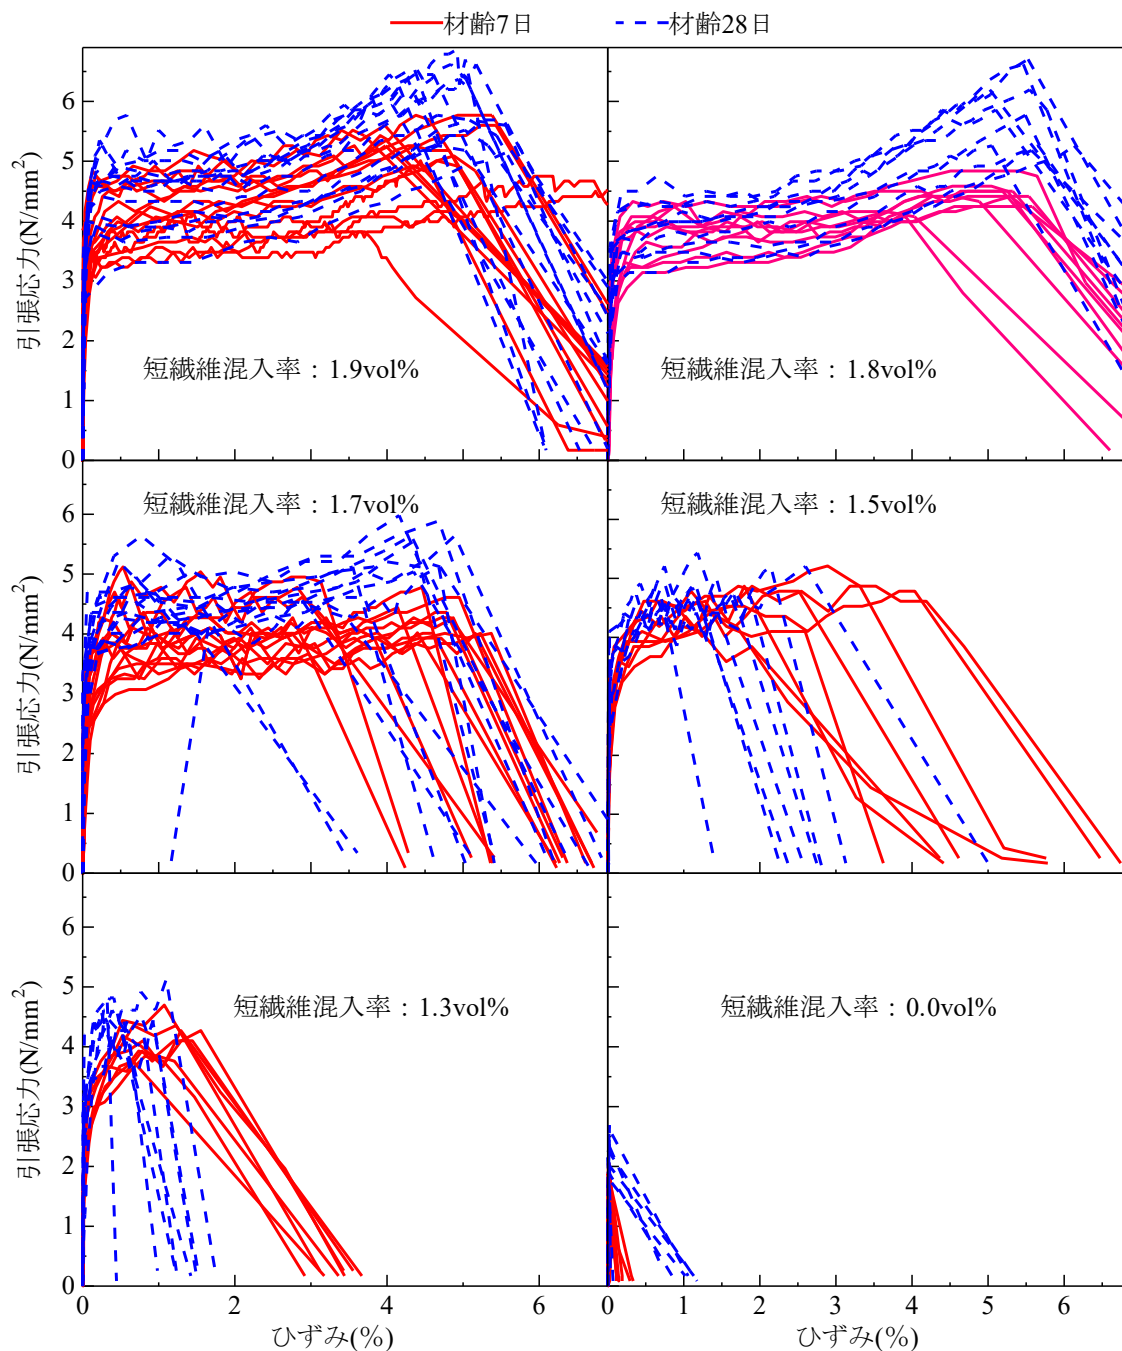 材齢7日 材齢28日
6
5
4
3
2
1
0
引張応力(N/mm²)
短繊維混入率：1.9vol%
短繊維混入率：1.8vol%
6
5
4
3
2
1
0
引張応力(N/mm²)
短繊維混入率：1.7vol%
短繊維混入率：1.5vol%
6
5
4
3
2
1
0
引張応力(N/mm²)
短繊維混入率：1.3vol%
短繊維混入率：0.0vol%
0 2 4 6
0 1 2 3 4 5 6
ひずみ(%)
ひずみ(%)